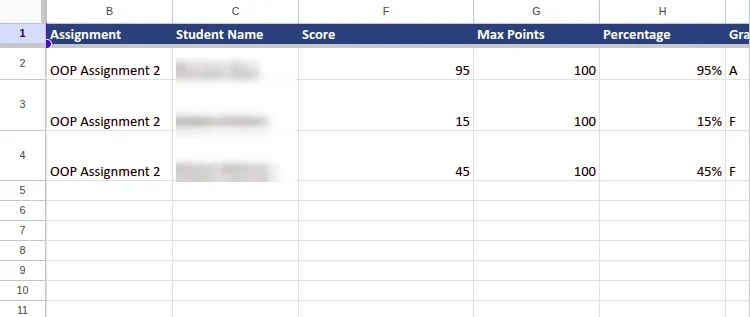 B C F G H
1 Assignment Student Name Score Max Points Percentage Gra
2 OOP Assignment 2 95 100 95% A
3 OOP Assignment 2 15 100 15% F
4 OOP Assignment 2 45 100 45% F
5
6
7
8
9
10
11